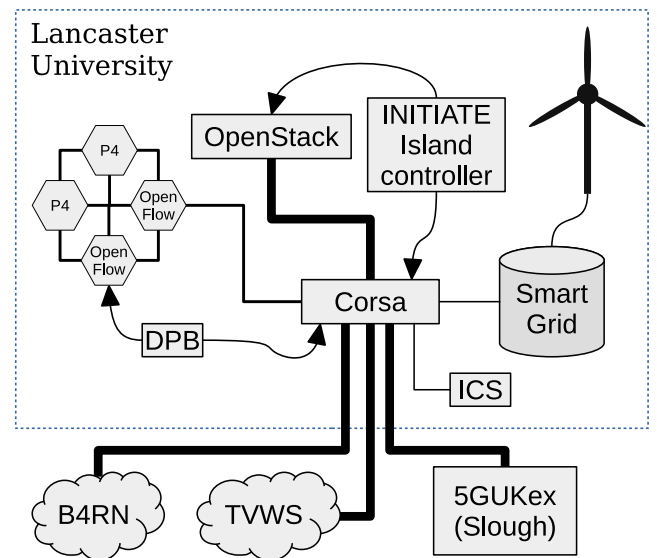 Lancaster
University
OpenStack
INITIATE
Island
controller
P4
P4
Open
Flow
Open
Flow
Corsa
Smart
Grid
DPB
ICS
B4RN
TVWS
5GUKex
(Slough)